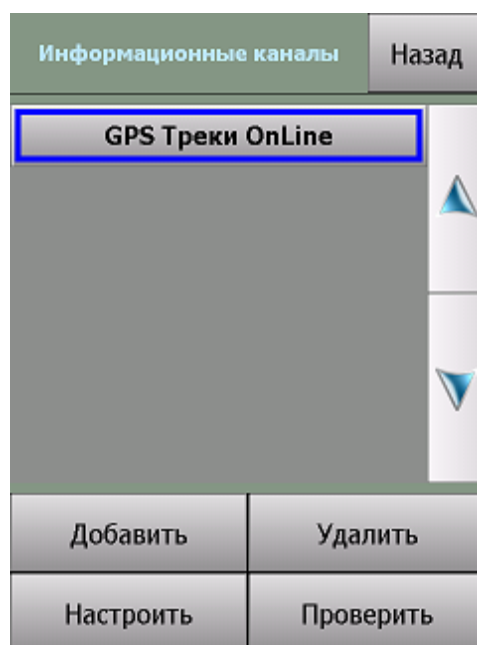 Информационные каналы
Назад
GPS Треки OnLine
Добавить
Удалить
Настроить
Проверить